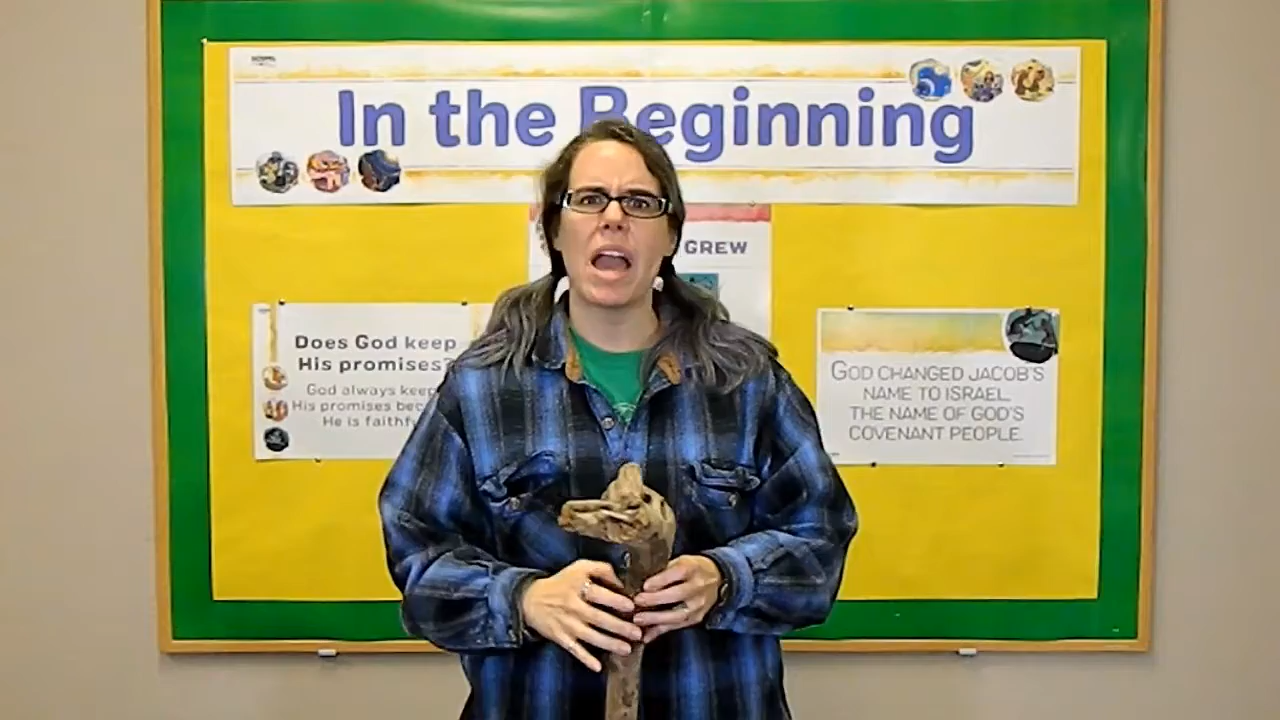 In the Beginning
GREW
Does God keep
His promises?
God always keep
His promises bec
He is faithf
GOD CHANGED JACOB'S
NAME TO ISRAEL,
THE NAME OF GOD'S
COVENANT PEOPLE.